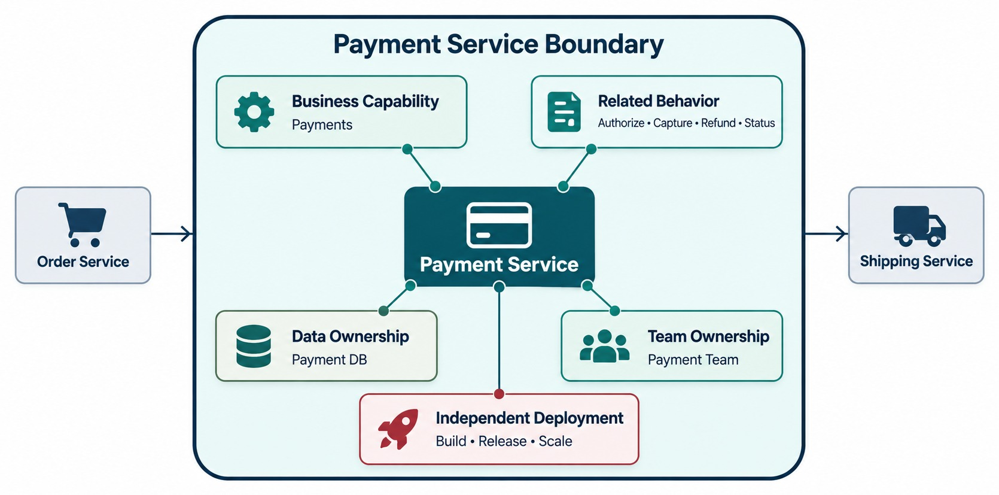 Payment Service Boundary
Business Capability
Payments
Related Behavior
Authorize • Capture • Refund • Status
Order Service
Payment Service
Shipping Service
Data Ownership
Payment DB
Team Ownership
Payment Team
Independent Deployment
Build • Release • Scale